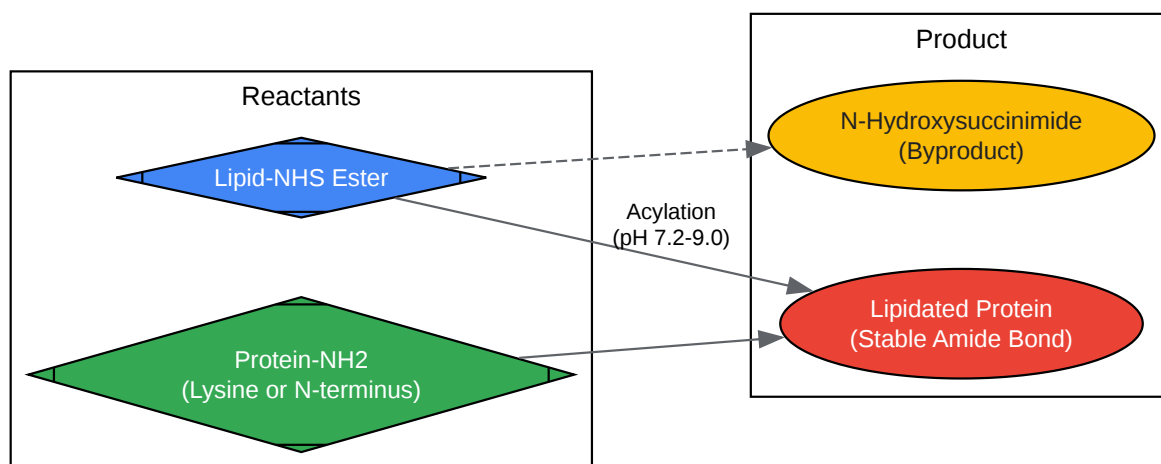 Reactants
Lipid-NHS Ester
Protein-NH2
(Lysine or N-terminus)
Acylation
(pH 7.2-9.0)
Product
N-Hydroxysuccinimide
(Byproduct)
Lipidated Protein
(Stable Amide Bond)